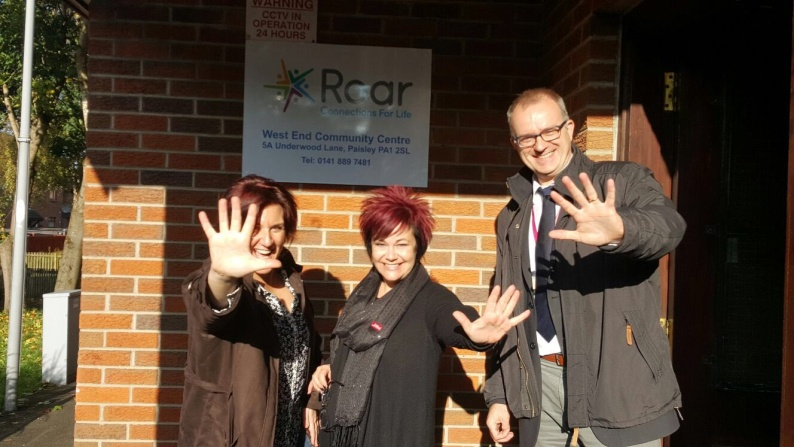 WARNING
CCTV IN
OPERATION
24 HOURS
Roar
Connections For Life
West End Community Centre
5A Underwood Lane, Paisley PA1 2SL
Tel: 0141 889 7481